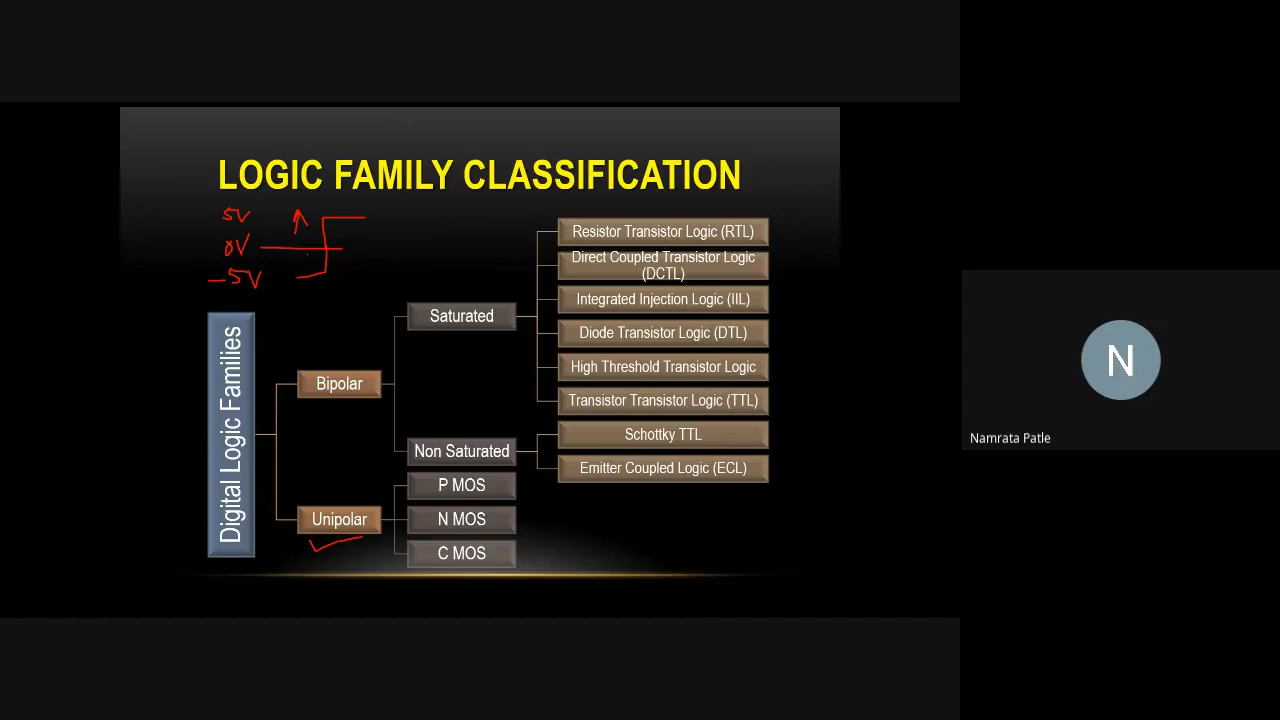 LOGIC FAMILY CLASSIFICATION
5V
0V
-5V
Digital Logic Families
Bipolar
Unipolar
Saturated
Non Saturated
P MOS
N MOS
C MOS
Resistor Transistor Logic (RTL)
Direct Coupled Transistor Logic
(DCTL)
Integrated Injection Logic (IIL)
Diode Transistor Logic (DTL)
High Threshold Transistor Logic
Transistor Transistor Logic (TTL)
Schottky TTL
Emitter Coupled Logic (ECL)
N
Namrata Patle